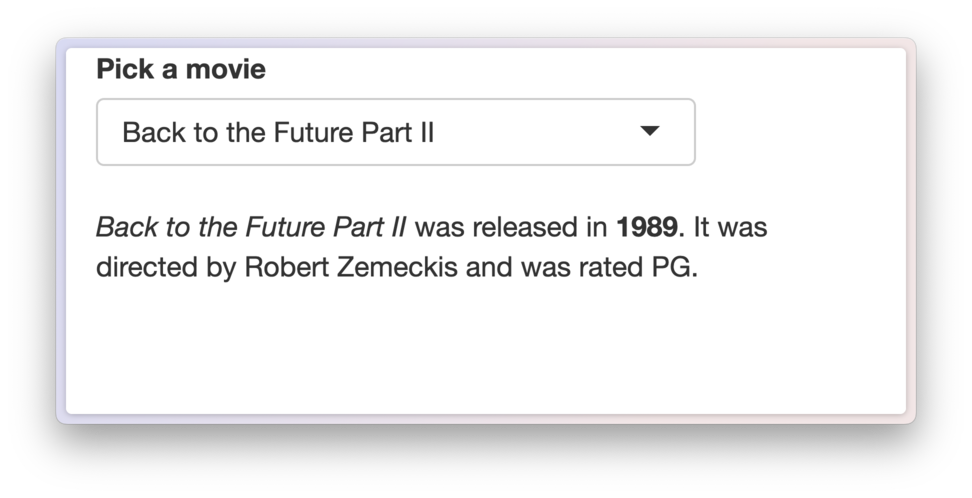 Pick a movie
Back to the Future Part II
Back to the Future Part II was released in 1989. It was
directed by Robert Zemeckis and was rated PG.